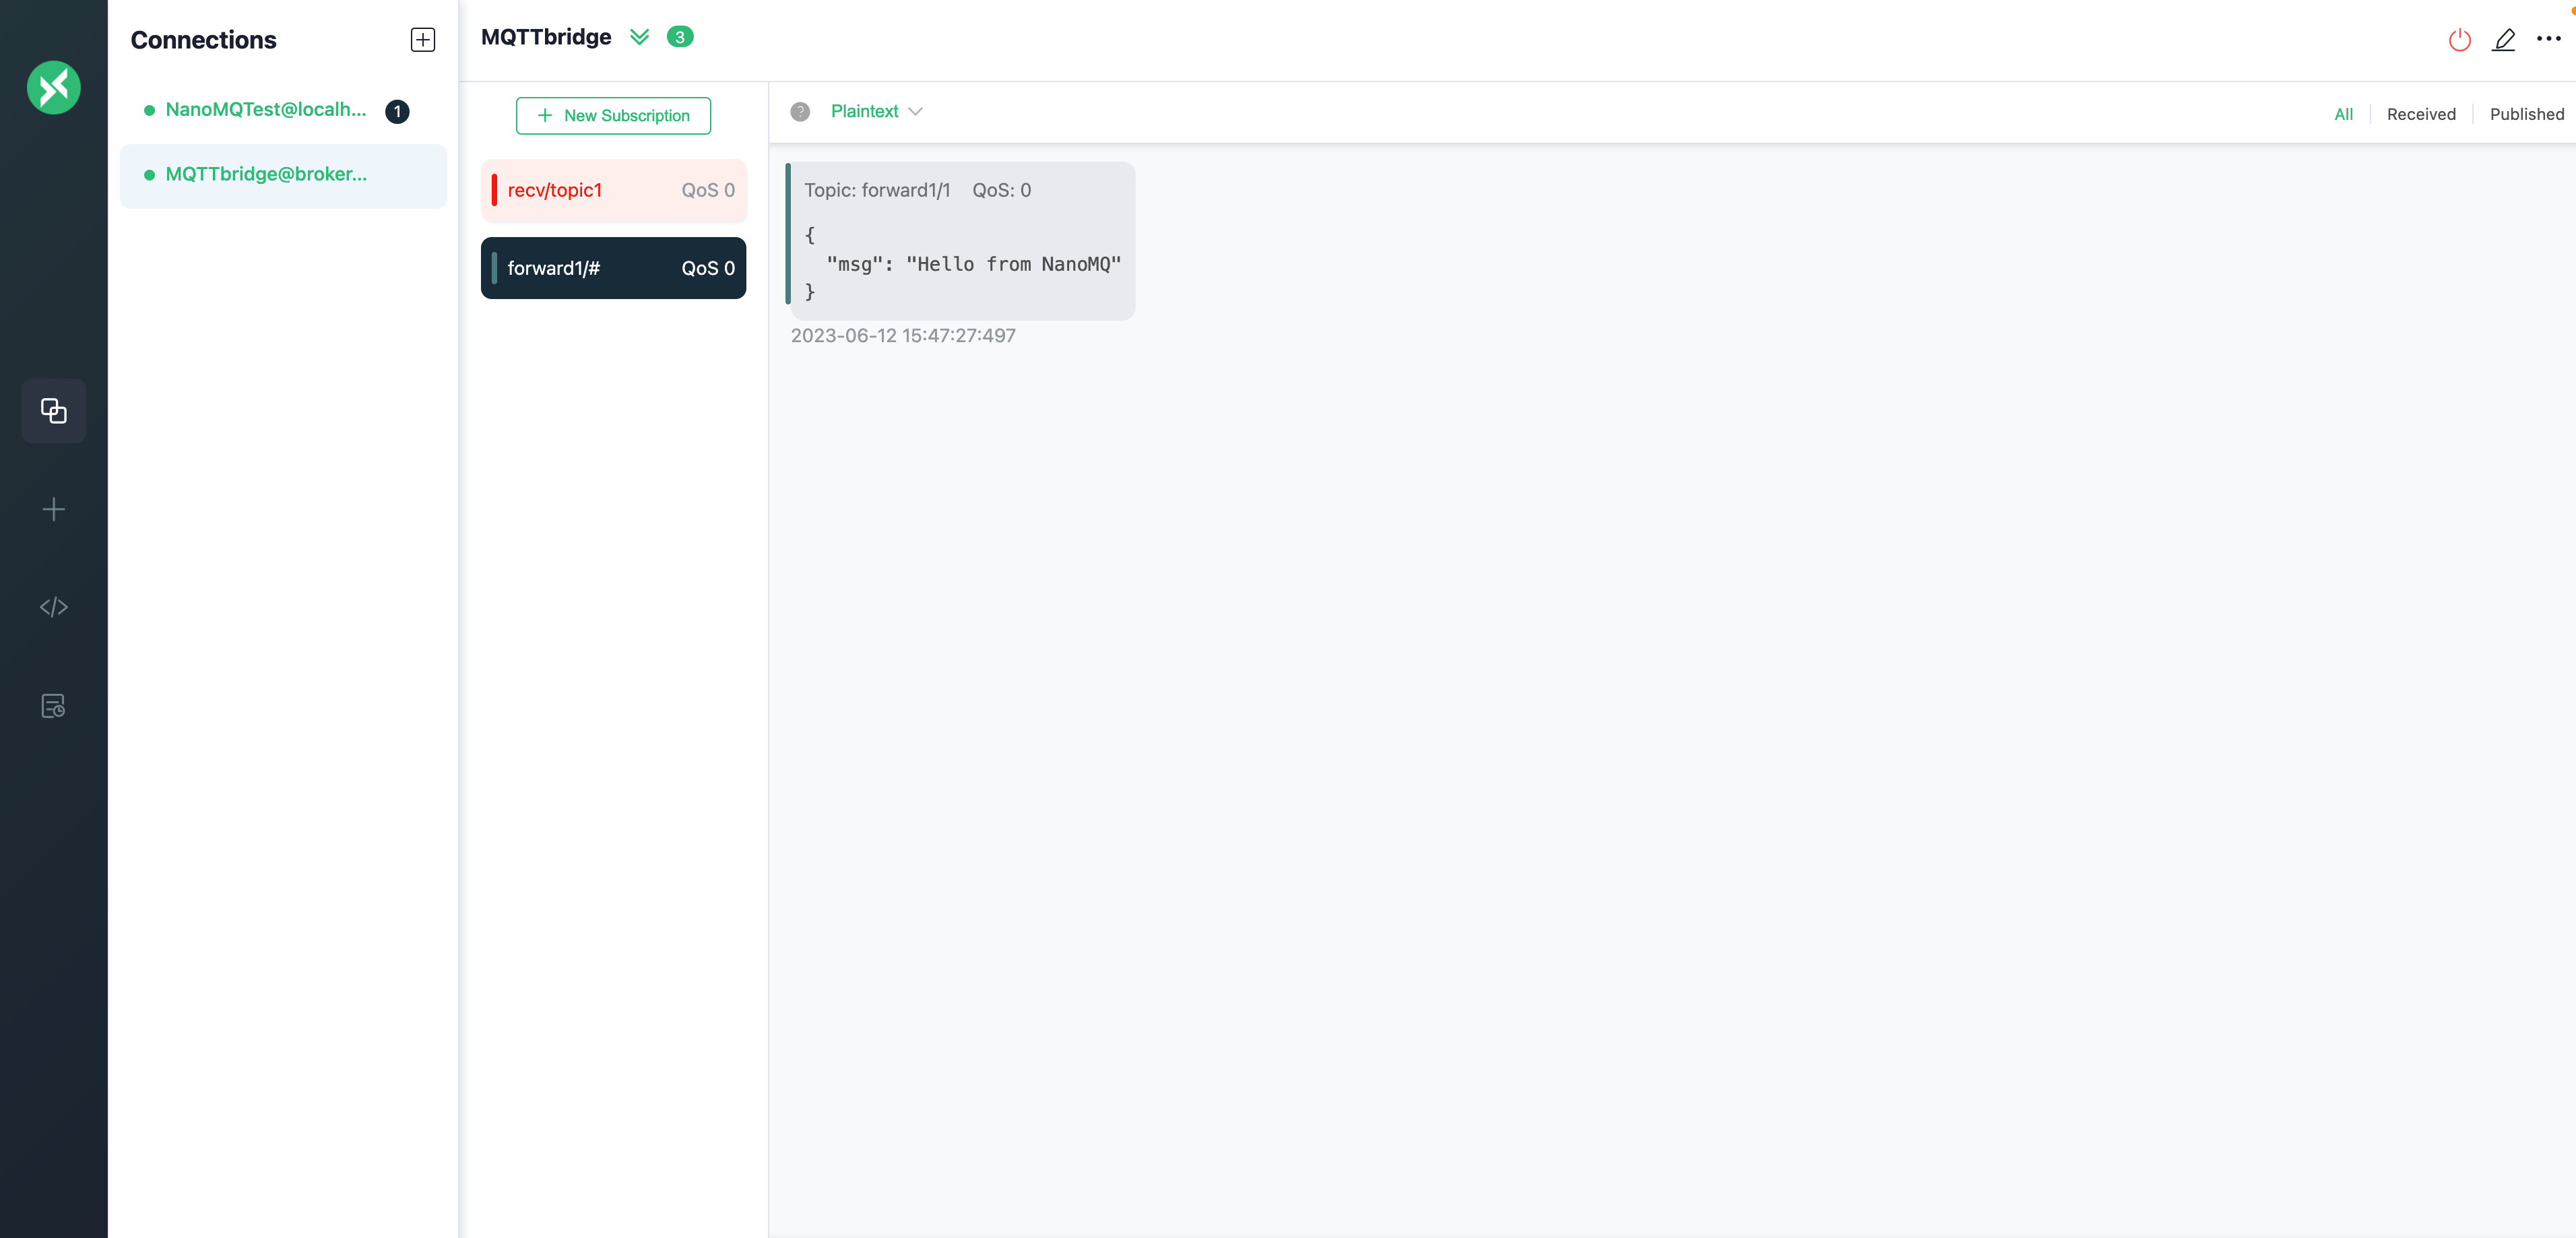 Connections
NanoMQTest@localh... 1
MQTTbridge@broker...
MQTTbridge 3
+ New Subscription
recv/topic1 QoS 0
forward1/# QoS 0
? Plaintext
All Received Published
Topic: forward1/1 QoS: 0
{
"msg": "Hello from NanoMQ"
}
2023-06-12 15:47:27:497